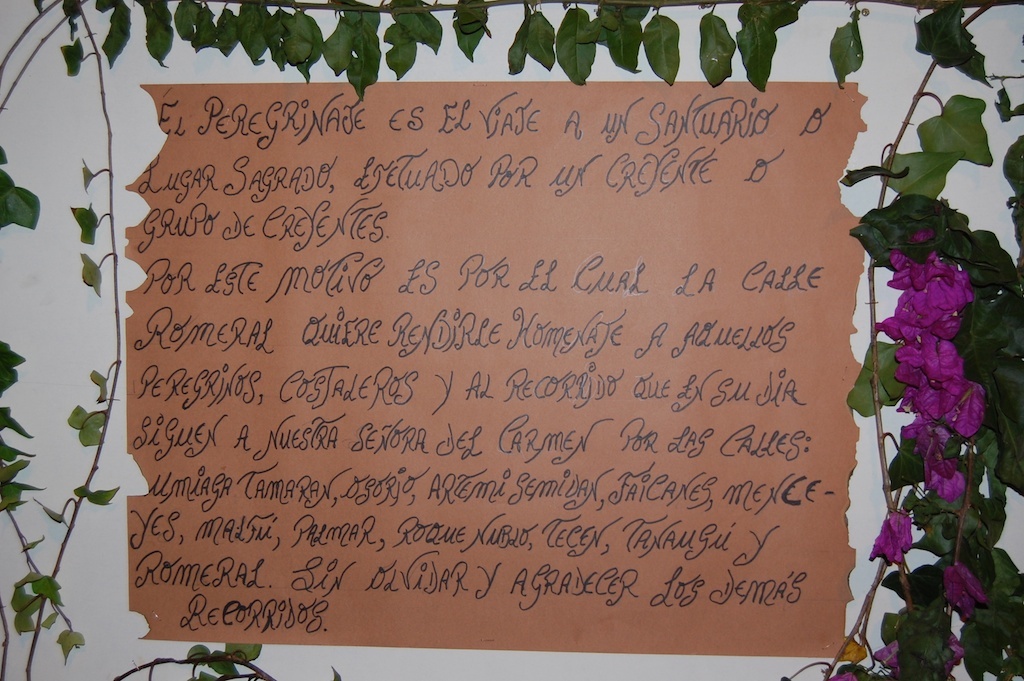 EL PEREGRINAJE ES EL VIAJE A UN SANTUARIO O
LUGAR SAGRADO, EFETUADO POR UN CREYENTE O
GRUPO DE CREYENTES.
POR ESTE MOTIVO ES POR EL CUAL LA CALLE
ROMERAL QUIERE RENDIRLE HOMENAJE A AQUELLOS
PEREGRINOS, COSTALEROS Y AL RECORRIDO QUE EN SU DIA
SIGUEN A NUESTRA SEÑORA DEL CARMEN POR LAS CALLES:
UMIAGA TAMARAN, OSORIO, ARTEMI SEMIDAN, FAICANES, MENCE-
YES, MALFÚ, PALMAR, ROQUE NUBLO, TECEN, TANAUGÚ Y
ROMERAL. SIN OLVIDAR Y AGRADECER LOS DEMÁS
RECORRIDOS.